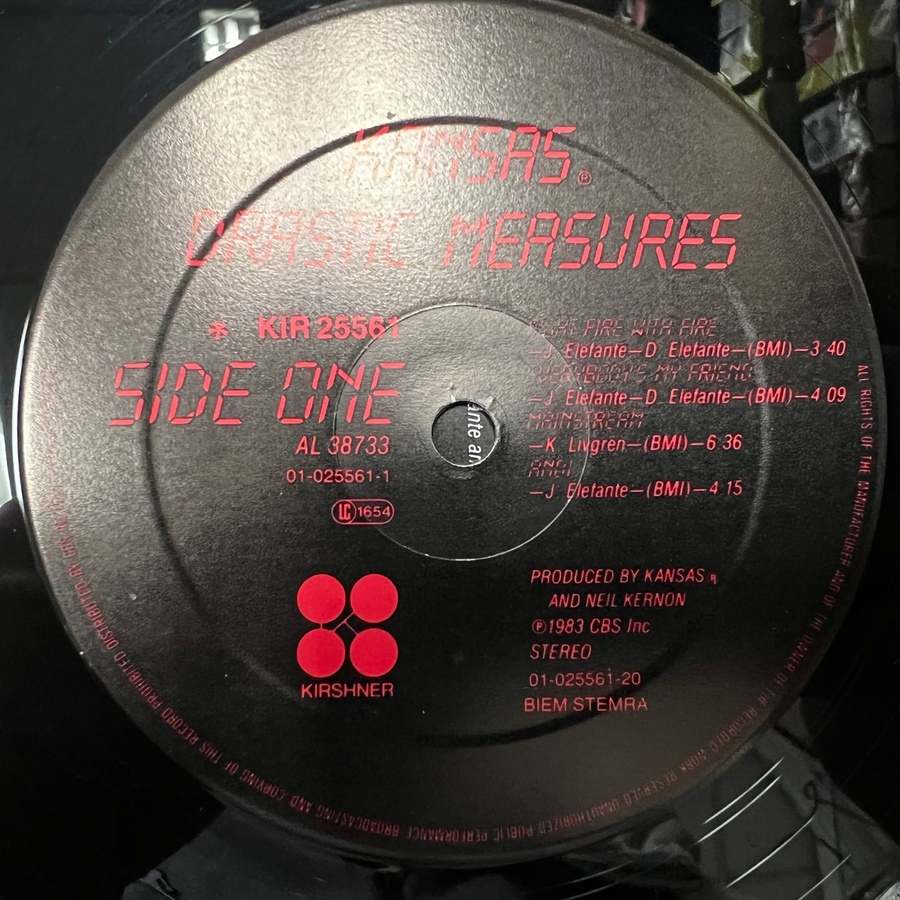 KANSAS®
DRASTIC MEASURES
KIR 25561
SIDE ONE
AL 38733
01-025561-1
LC 1654
KIRSHNER
FIGHT FIRE WITH FIRE
–J Elefante–D Elefante–(BMI)–3 40
EVERYBODY'S MY FRIEND
–J Elefante–D Elefante–(BMI)–4 09
MAINSTREAM
–K Livgren–(BMI)–6 36
ANDI
–J Elefante–(BMI)–4 15
PRODUCED BY KANSAS ®
AND NEIL KERNON
℗1983 CBS Inc
STEREO
01-025561-20
BIEM STEMRA
ante an
ALL RIGHTS OF THE MANUFACTURER AND OF THE OWNER OF THE RECORDED WORK RESERVED UNAUTHORIZED PUBLIC PERFORMANCE BROADCASTING AND COPYING OF THIS RECORD PROHIBITED DISTRIBUTED BY CBS